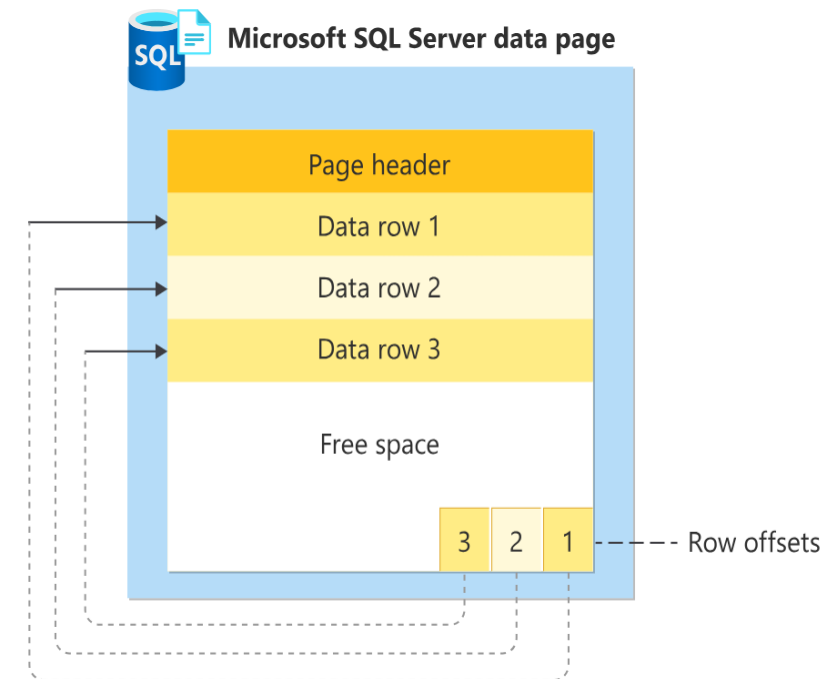 SQL
Microsoft SQL Server data page
Page header
Data row 1
Data row 2
Data row 3
Free space
3 2 1
Row offsets